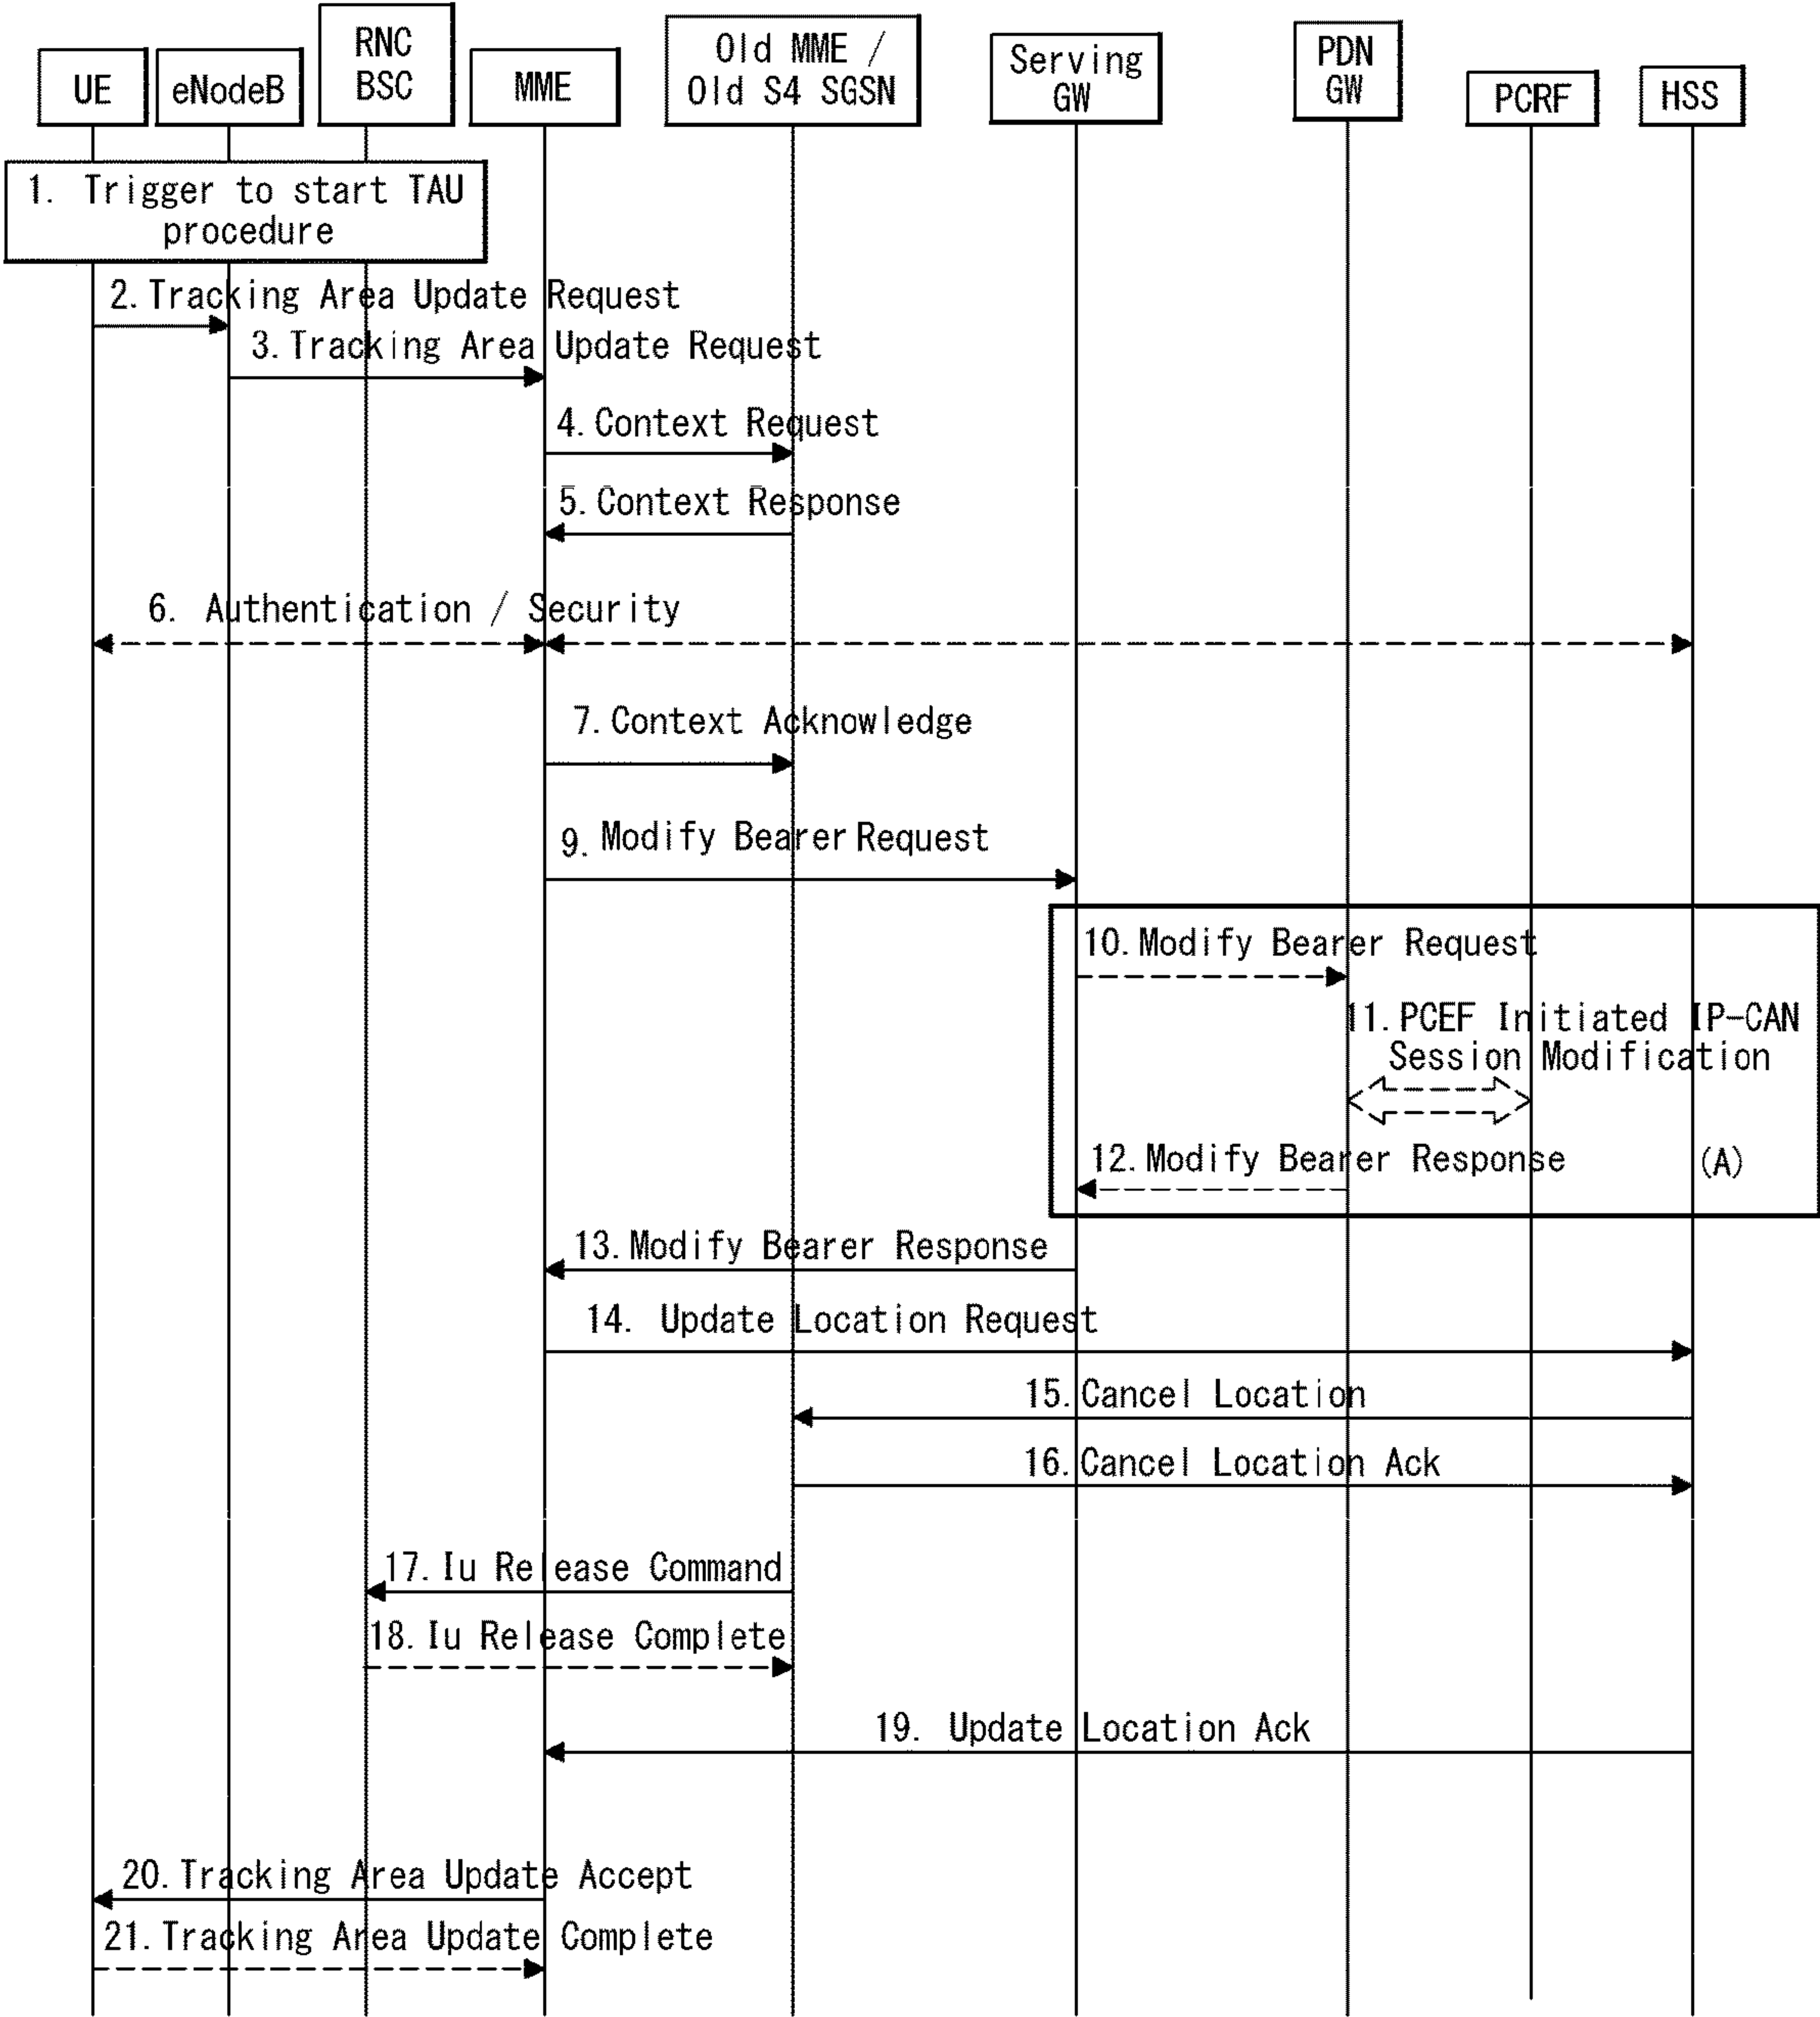 UE
eNodeB
RNC
BSC
MME
Old MME /
Old S4 SGSN
Serving
GW
PDN
GW
PCRF
HSS
1. Trigger to start TAU
procedure
2. Tracking Area Update Request
3. Tracking Area Update Request
4. Context Request
5. Context Response
6. Authentication / Security
7. Context Acknowledge
9. Modify Bearer Request
10. Modify Bearer Request
11. PCEF Initiated IP-CAN
Session Modification
12. Modify Bearer Response
(A)
13. Modify Bearer Response
14. Update Location Request
15. Cancel Location
16. Cancel Location Ack
17. Iu Release Command
18. Iu Release Complete
19. Update Location Ack
20. Tracking Area Update Accept
21. Tracking Area Update Complete